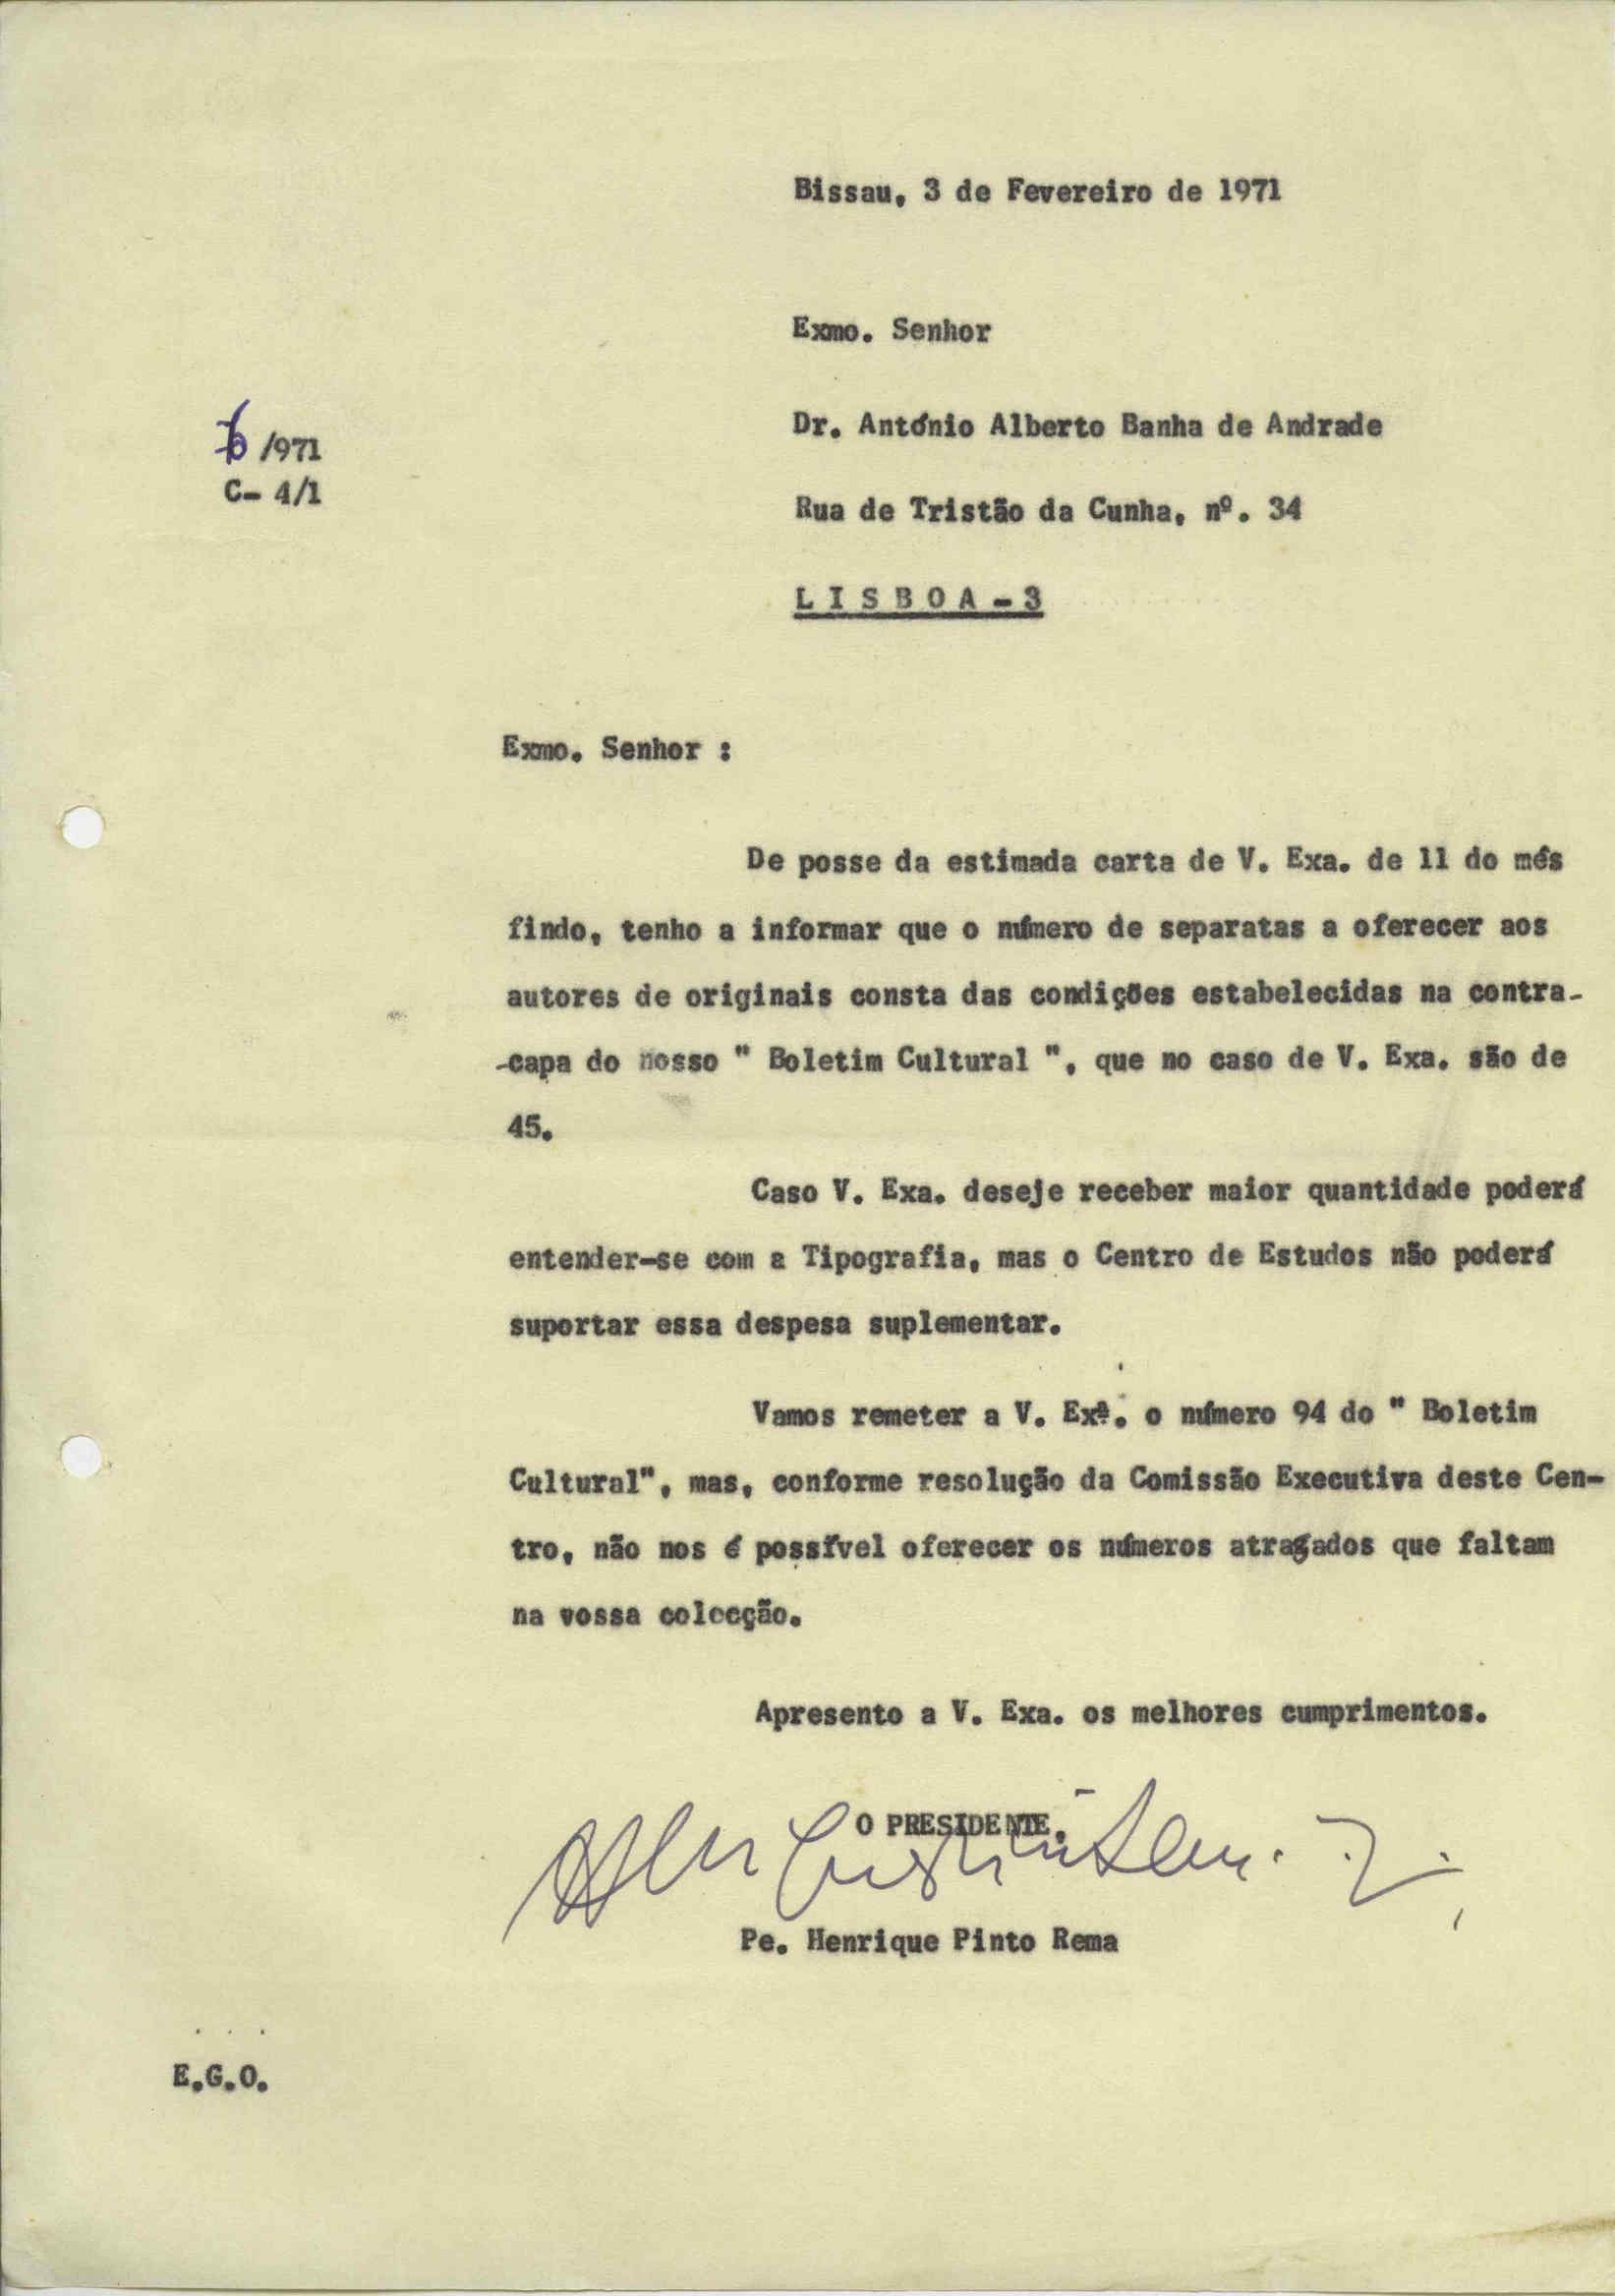 Bissau, 3 de Fevereiro de 1971
Exmo. Senhor
Dr. António Alberto Banha de Andrade
/971
C- 4/1
Rua de Tristão da Cunha, nº. 34
L I S B O A - 3
Exmo. Senhor :
De posse da estimada carta de V. Exa. de 11 do mês
findo, tenho a informar que o número de separatas a oferecer aos
autores de originais consta das condições estabelecidas na contra-
-capa do nosso " Boletim Cultural ", que no caso de V. Exa. são de
45.
Caso V. Exa. deseje receber maior quantidade poderá
entender-se com a Tipografia, mas o Centro de Estudos não poderá
suportar essa despesa suplementar.
Vamos remeter a V. Exª. o número 94 do " Boletim
Cultural", mas, conforme resolução da Comissão Executiva deste Cen-
tro, não nos é possível oferecer os números atrasados que faltam
na vossa colecção.
Apresento a V. Exa. os melhores cumprimentos.
O PRESIDENTE,
Pe. Henrique Pinto Rema
. . .
E.G.O.